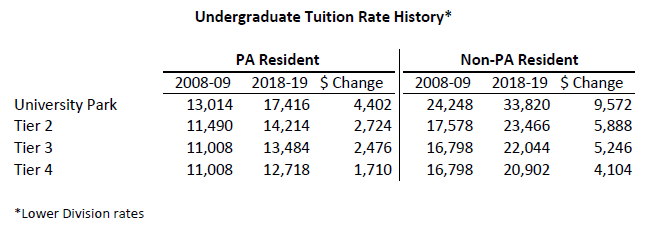 Undergraduate Tuition Rate History*
PA Resident Non-PA Resident
2008-09 2018-19 $ Change 2008-09 2018-19 $ Change
University Park 13,014 17,416 4,402 24,248 33,820 9,572
Tier 2 11,490 14,214 2,724 17,578 23,466 5,888
Tier 3 11,008 13,484 2,476 16,798 22,044 5,246
Tier 4 11,008 12,718 1,710 16,798 20,902 4,104
*Lower Division rates